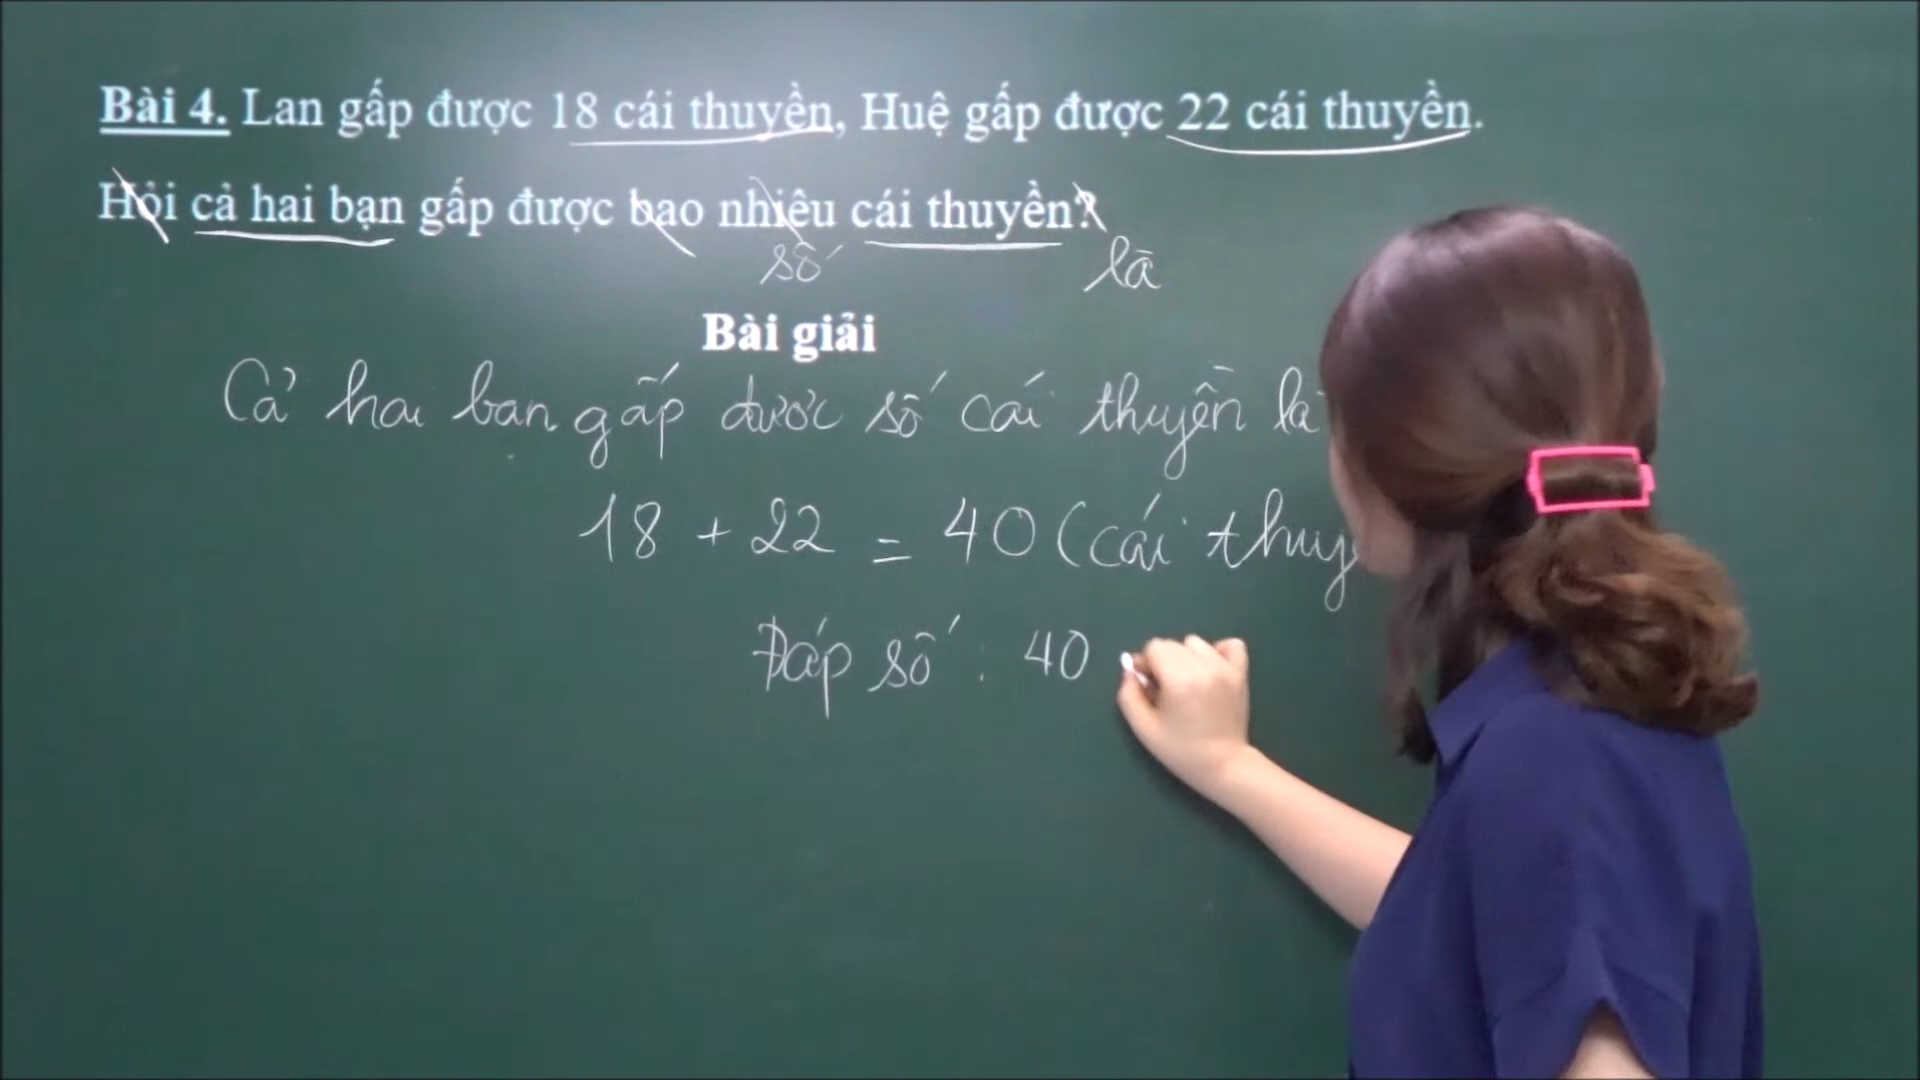 Bài 4. Lan gấp được 18 cái thuyền, Huệ gấp được 22 cái thuyền.
Hỏi cả hai bạn gấp được bao nhiêu cái thuyền?
số là
Bài giải
Cả hai bạn gấp được số cái thuyền là
18 + 22 = 40 (cái thuy
Đáp số : 40